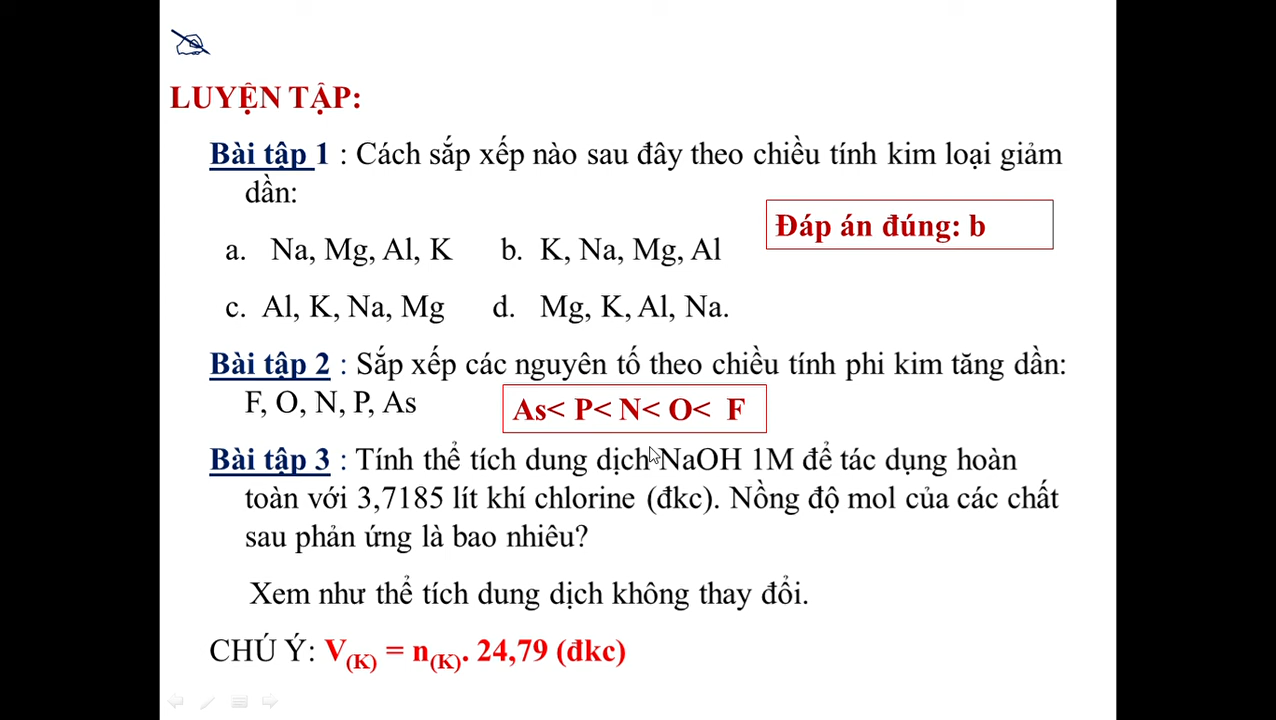 LUYỆN TẬP:
Bài tập 1 : Cách sắp xếp nào sau đây theo chiều tính kim loại giảm
dần:
Đáp án đúng: b
a. Na, Mg, Al, K b. K, Na, Mg, Al
c. Al, K, Na, Mg d. Mg, K, Al, Na.
Bài tập 2 : Sắp xếp các nguyên tố theo chiều tính phi kim tăng dần:
F, O, N, P, As
As< P< N< O< F
Bài tập 3 : Tính thể tích dung dịch NaOH 1M để tác dụng hoàn
toàn với 3,7185 lít khí chlorine (đkc). Nồng độ mol của các chất
sau phản ứng là bao nhiêu?
Xem như thể tích dung dịch không thay đổi.
CHÚ Ý: V(K) = n(K). 24,79 (đkc)